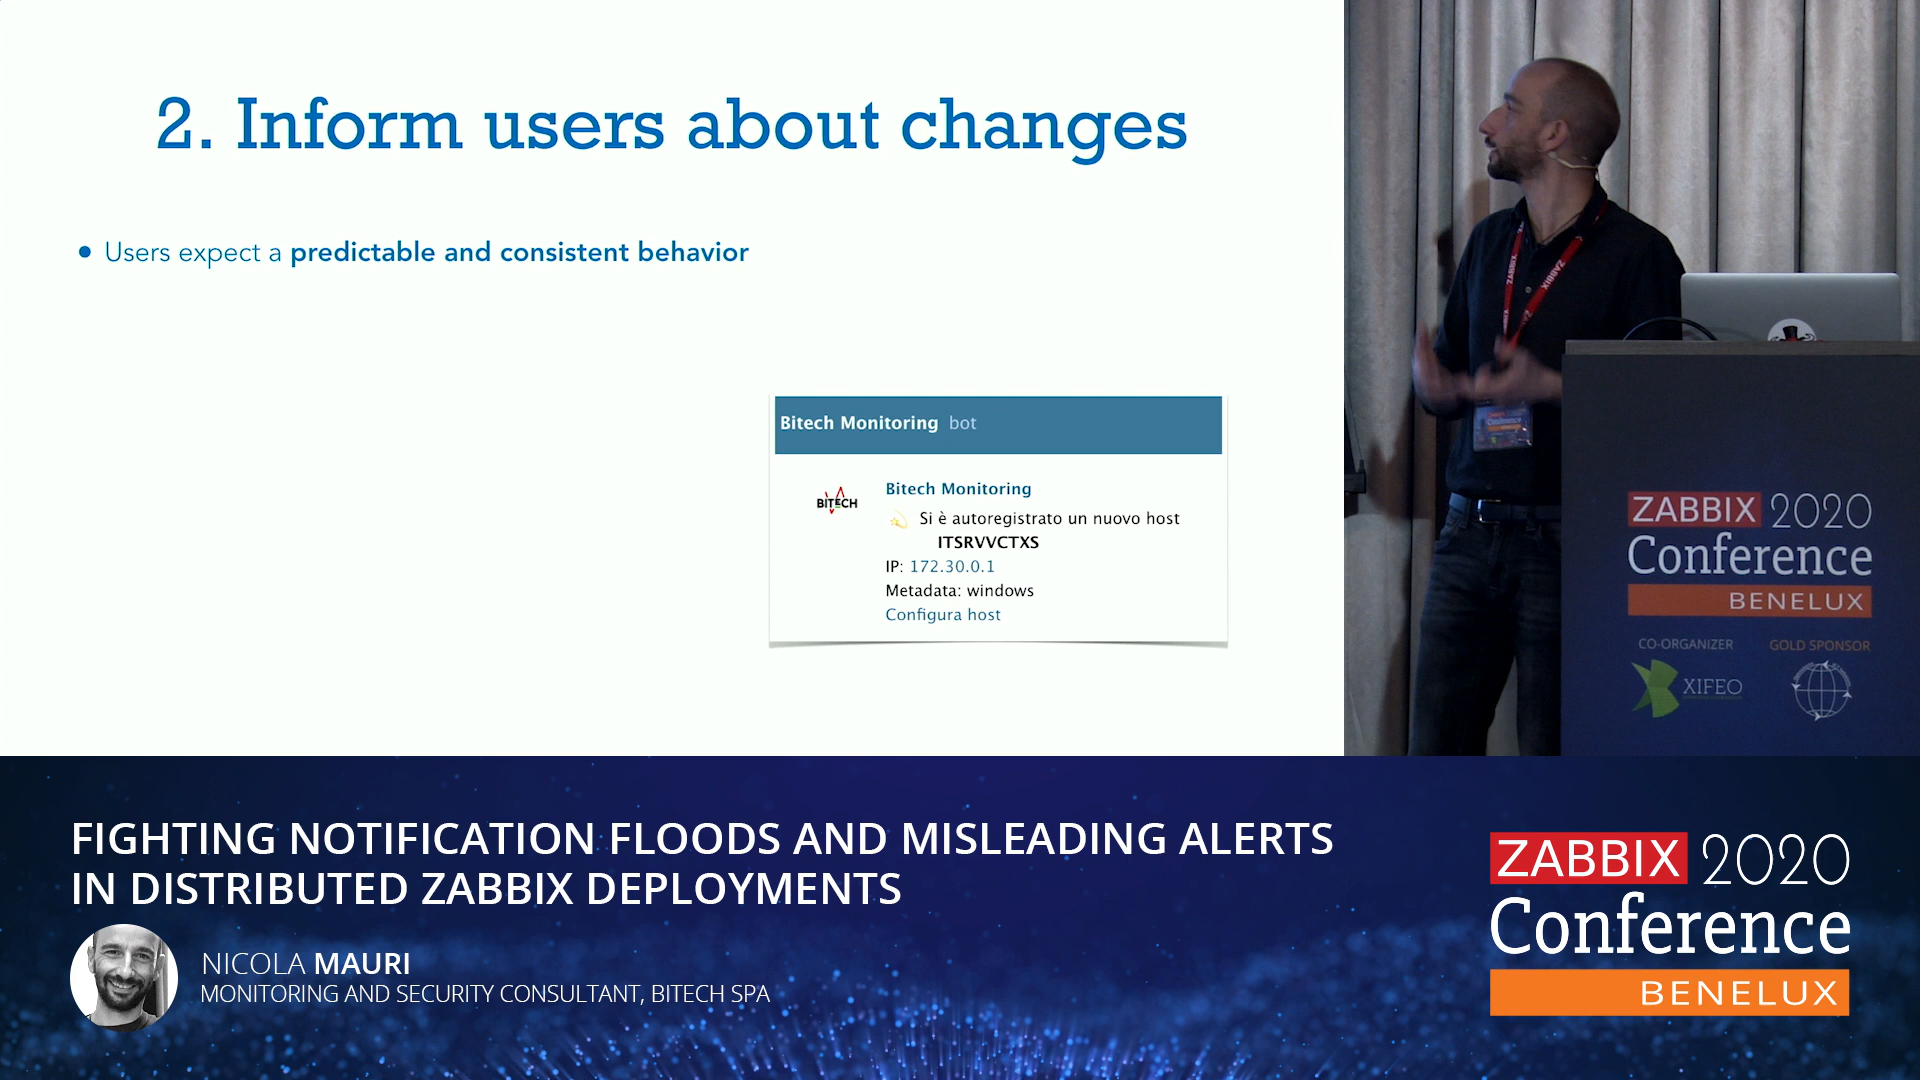 2. Inform users about changes
• Users expect a predictable and consistent behavior
Bitech Monitoring bot
BITECH
Bitech Monitoring
Si è autoregistrato un nuovo host
ITSRVVCTXS
IP: 172.30.0.1
Metadata: windows
Configura host
ZABBIX
ZABBIX
Conference
ZABBIX 2020
Conference
BENELUX
CO-ORGANIZER
GOLD SPONSOR
XIFEO
FIGHTING NOTIFICATION FLOODS AND MISLEADING ALERTS
IN DISTRIBUTED ZABBIX DEPLOYMENTS
NICOLA MAURI
MONITORING AND SECURITY CONSULTANT, BITECH SPA
ZABBIX 2020
Conference
BENELUX